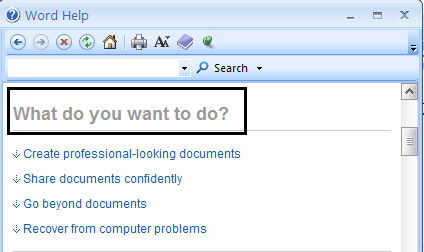 Word Help
Search
What do you want to do?
Create professional-looking documents
Share documents confidently
Go beyond documents
Recover from computer problems